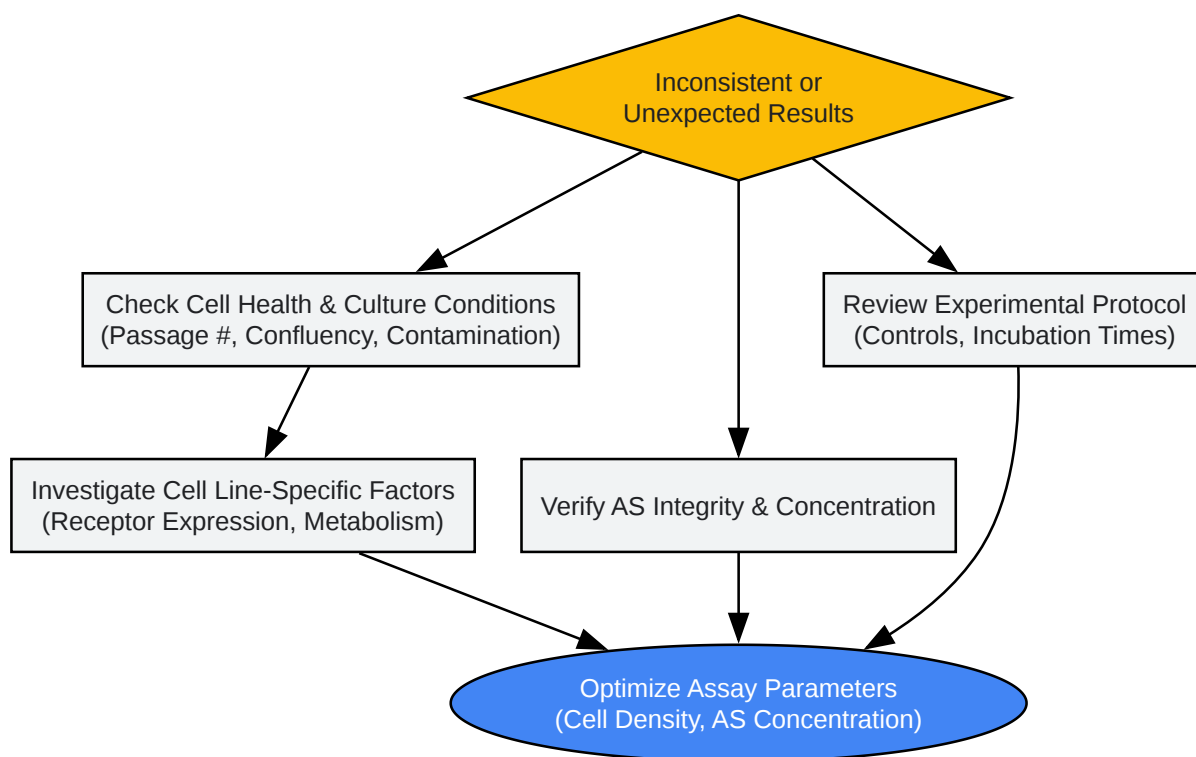 Inconsistent or
Unexpected Results
Check Cell Health & Culture Conditions
(Passage #, Confluency, Contamination)
Review Experimental Protocol
(Controls, Incubation Times)
Investigate Cell Line-Specific Factors
(Receptor Expression, Metabolism)
Verify AS Integrity & Concentration
Optimize Assay Parameters
(Cell Density, AS Concentration)